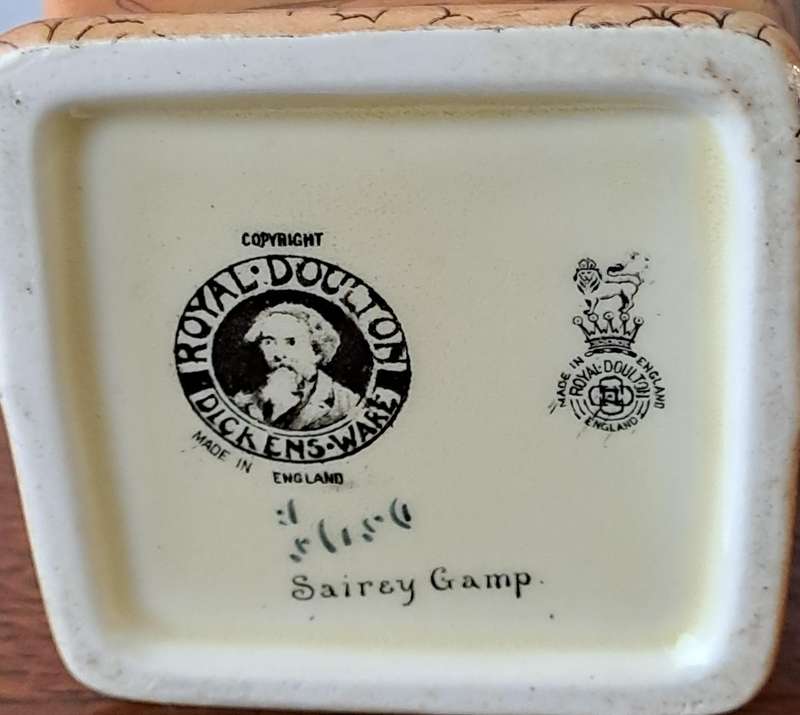 COPYRIGHT
ROYAL · DOULTON
DICKENS · WARE
MADE IN ENGLAND
MADE IN ENGLAND
ROYAL · DOULTON
ENGLAND
Sairey Gamp.